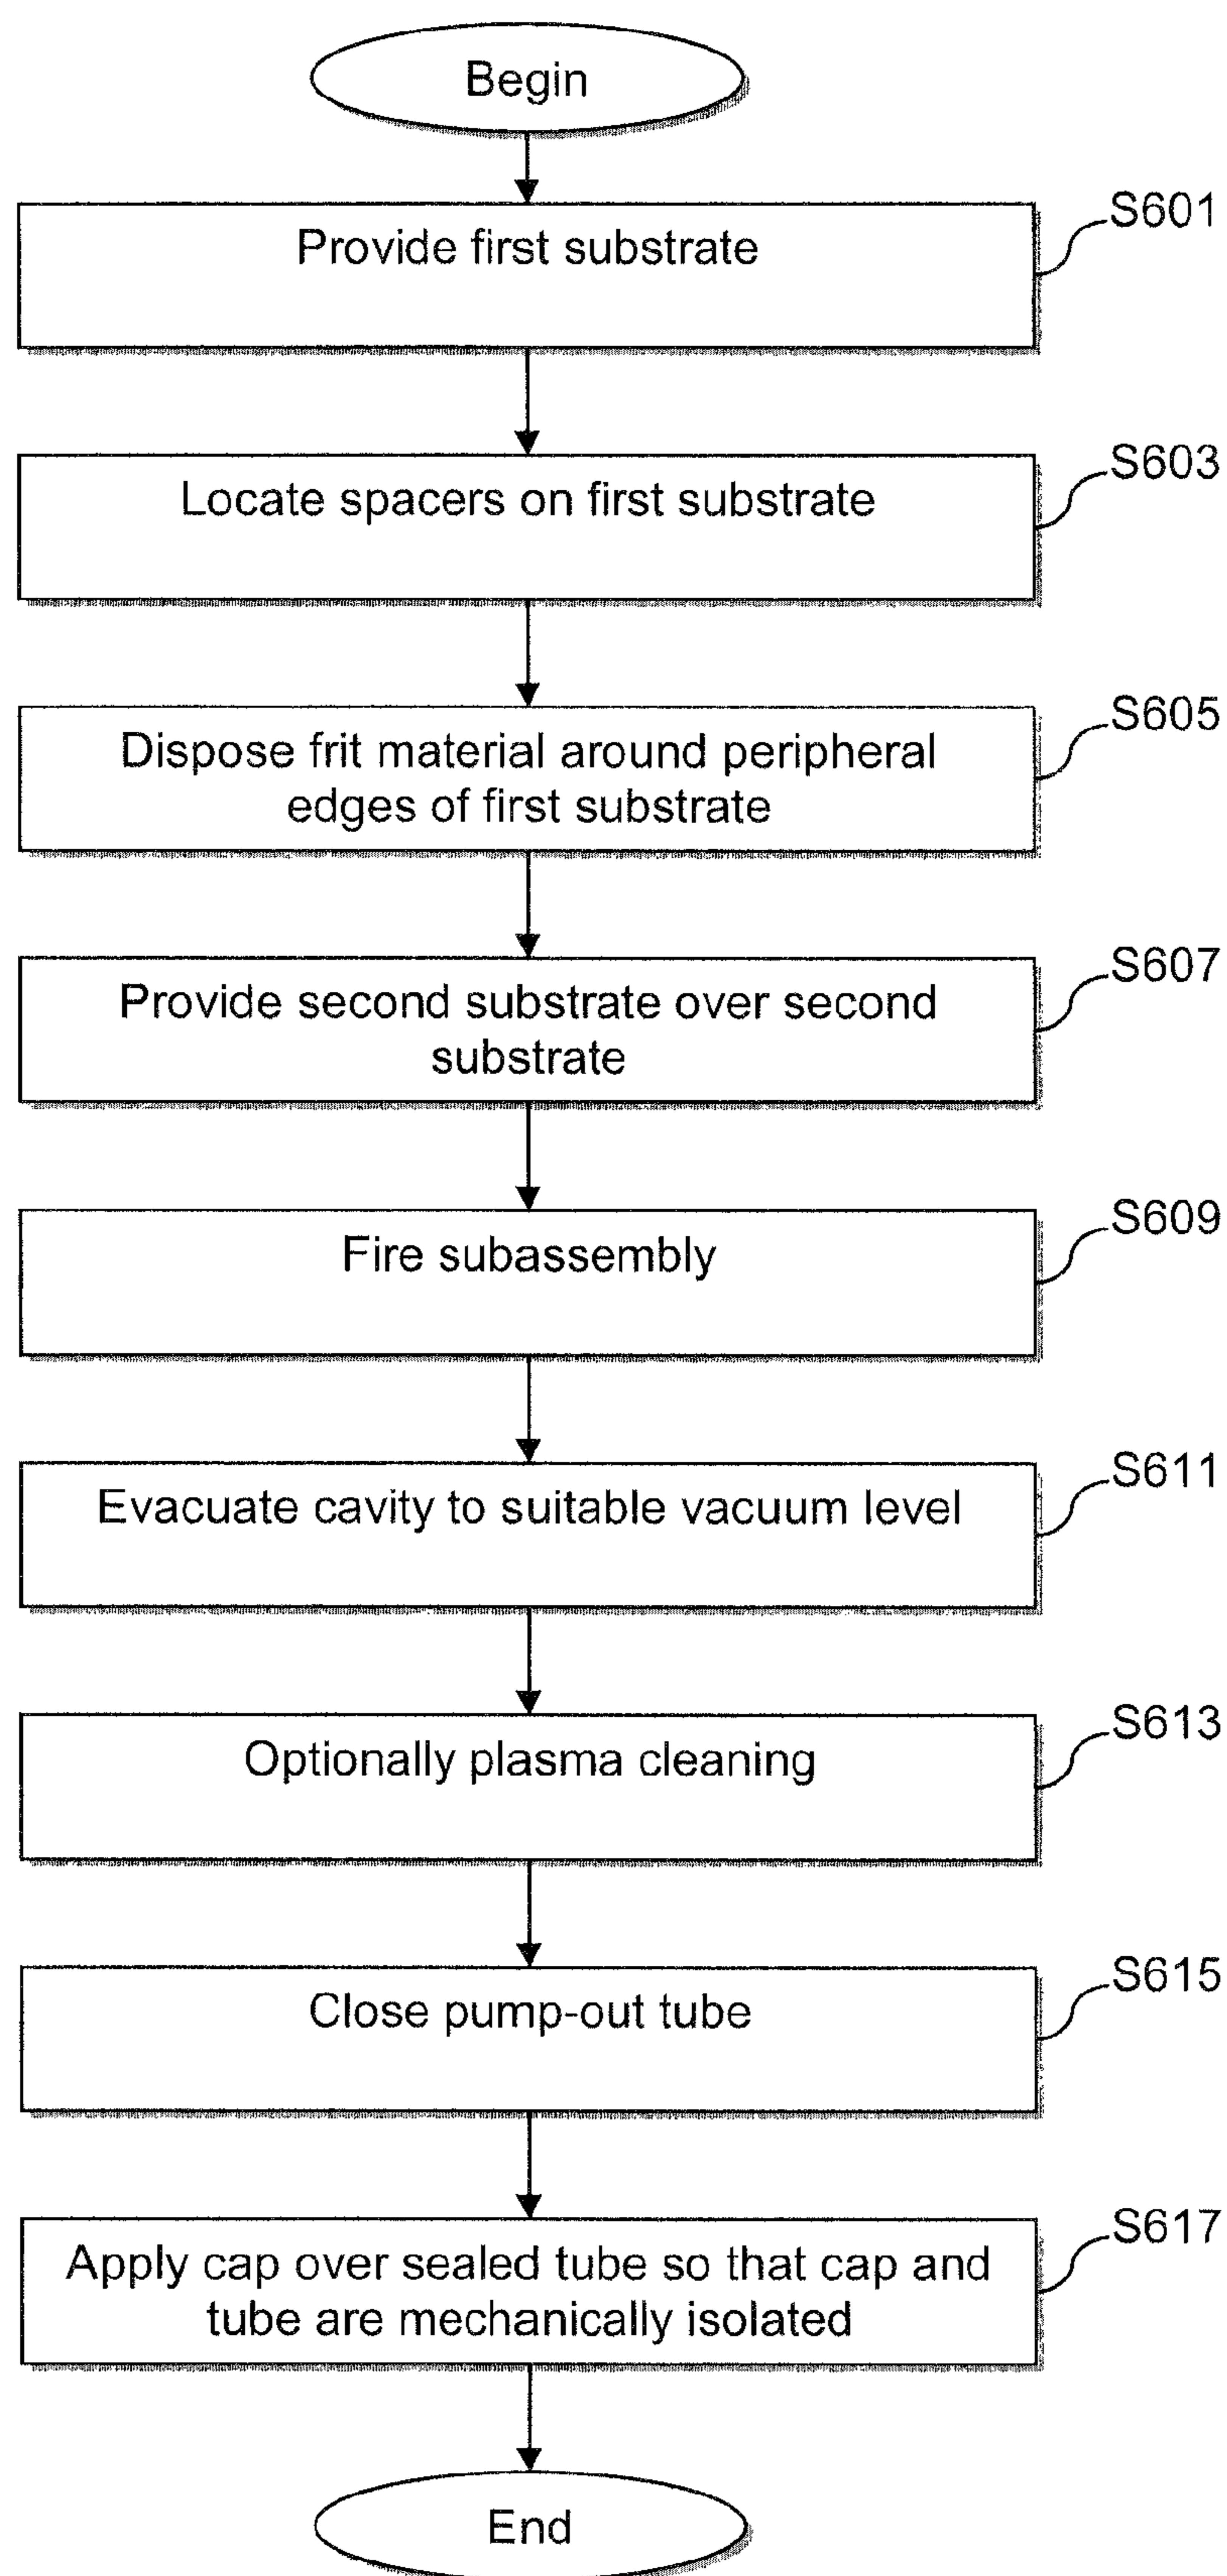 Begin
S601
Provide first substrate
S603
Locate spacers on first substrate
S605
Dispose frit material around peripheral
edges of first substrate
S607
Provide second substrate over second
substrate
S609
Fire subassembly
S611
Evacuate cavity to suitable vacuum level
S613
Optionally plasma cleaning
S615
Close pump-out tube
S617
Apply cap over sealed tube so that cap and
tube are mechanically isolated
End